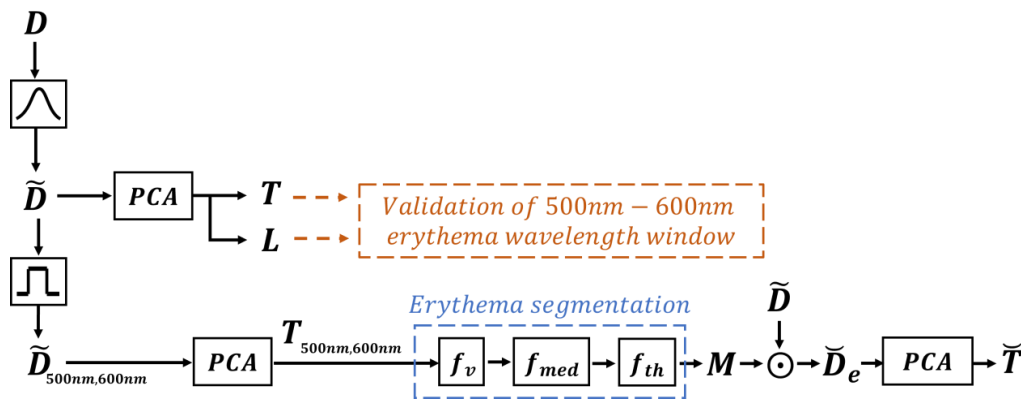 D
D̃ PCA T
L
Validation of 500nm − 600nm
erythema wavelength window
Erythema segmentation
D̃
D̃500nm,600nm PCA T500nm,600nm fv fmed fth M ⊙ D̆e PCA T̆